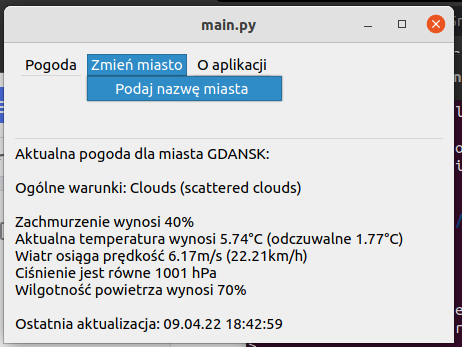 main.py
Pogoda Zmień miasto O aplikacji
Podaj nazwę miasta
Aktualna pogoda dla miasta GDANSK:
Ogólne warunki: Clouds (scattered clouds)
Zachmurzenie wynosi 40%
Aktualna temperatura wynosi 5.74°C (odczuwalne 1.77°C)
Wiatr osiąga prędkość 6.17m/s (22.21km/h)
Ciśnienie jest równe 1001 hPa
Wilgotność powietrza wynosi 70%
Ostatnia aktualizacja: 09.04.22 18:42:59